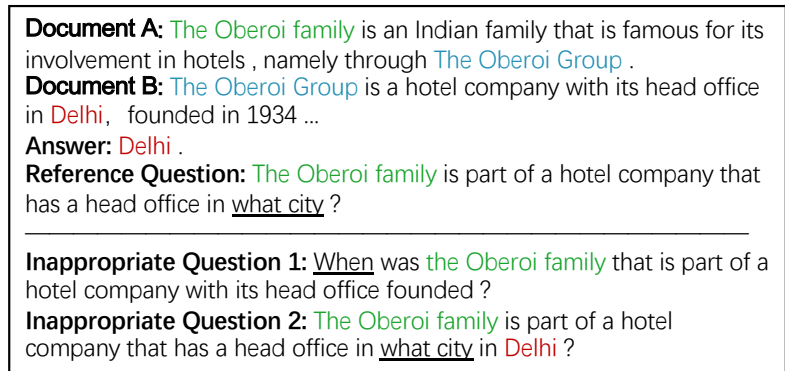 Document A: The Oberoi family is an Indian family that is famous for its
involvement in hotels , namely through The Oberoi Group .
Document B: The Oberoi Group is a hotel company with its head office
in Delhi, founded in 1934 ...
Answer: Delhi .
Reference Question: The Oberoi family is part of a hotel company that
has a head office in what city ?
Inappropriate Question 1: When was the Oberoi family that is part of a
hotel company with its head office founded ?
Inappropriate Question 2: The Oberoi family is part of a hotel
company that has a head office in what city in Delhi ?